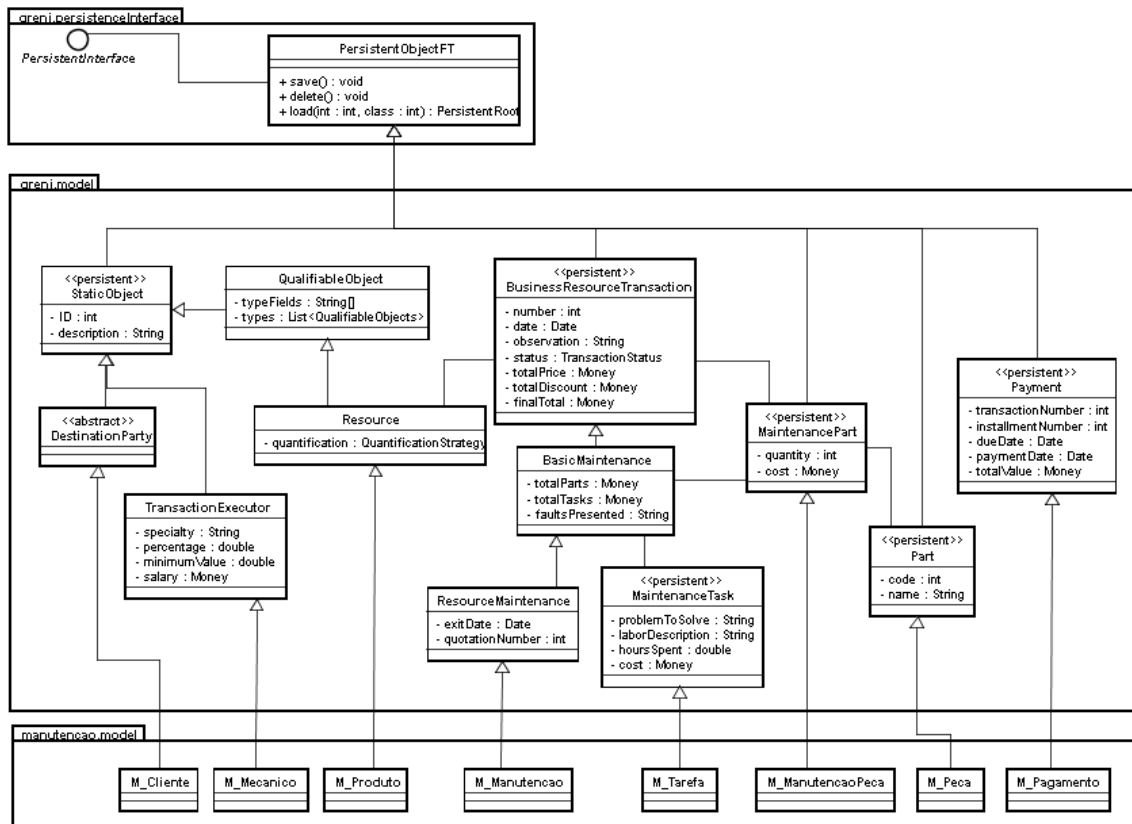 grenj.persistenceInterface
PersistentInterface
PersistentObjectFT
+ save() : void
+ delete() : void
+ load(int : int, class : int) : PersistentRoot
grenj.model
<<persistent>>
StaticObject
- ID : int
- description : String
QualifiableObject
- typeFields : String[]
- types : List<QualifiableObjects>
<<persistent>>
BusinessResourceTransaction
- number : int
- date : Date
- observation : String
- status : TransactionStatus
- totalPrice : Money
- totalDiscount : Money
- finalTotal : Money
<<persistent>>
Payment
- transactionNumber : int
- installmentNumber : int
- dueDate : Date
- paymentDate : Date
- totalValue : Money
<<abstract>>
DestinationParty
Resource
- quantification : QuantificationStrategy
<<persistent>>
MaintenancePart
- quantity : int
- cost : Money
BasicMaintenance
- totalParts : Money
- totalTasks : Money
- faultsPresented : String
TransactionExecutor
- specialty : String
- percentage : double
- minimumValue : double
- salary : Money
<<persistent>>
Part
- code : int
- name : String
ResourceMaintenance
- exitDate : Date
- quotationNumber : int
<<persistent>>
MaintenanceTask
- problemToSolve : String
- laborDescription : String
- hoursSpent : double
- cost : Money
manutencao.model
M_Cliente
M_Mecanico
M_Produto
M_Manutencao
M_Tarefa
M_ManutencaoPeca
M_Peca
M_Pagamento